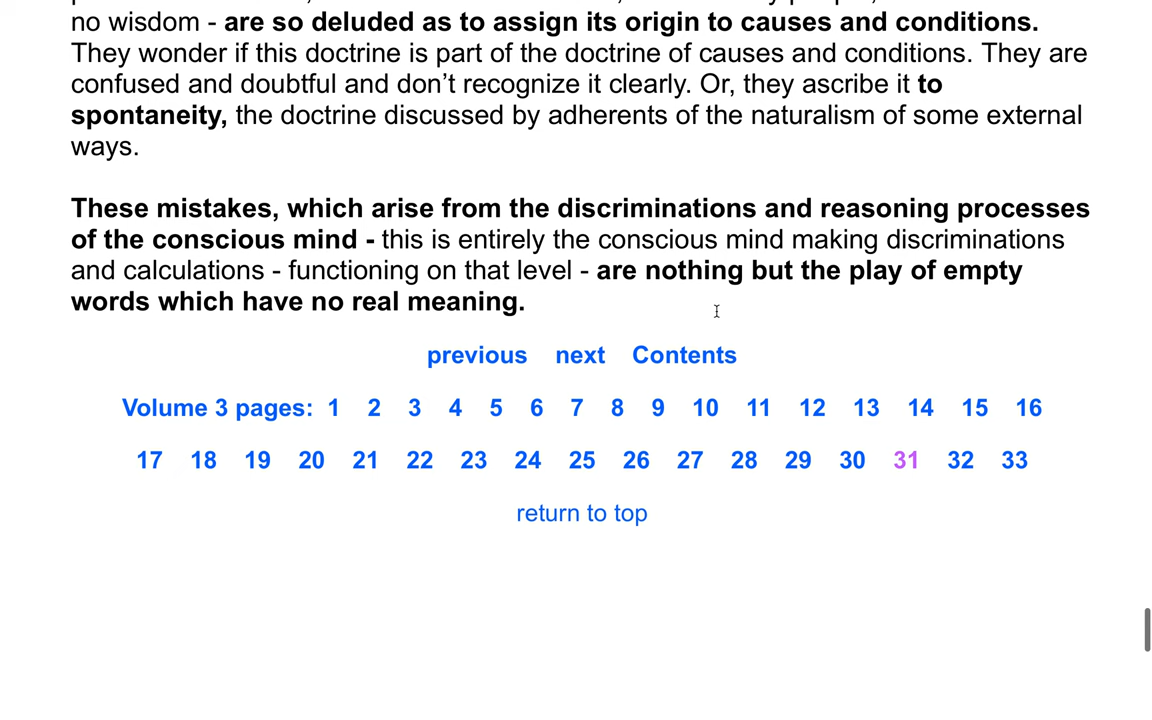 no wisdom - are so deluded as to assign its origin to causes and conditions.
They wonder if this doctrine is part of the doctrine of causes and conditions. They are
confused and doubtful and don’t recognize it clearly. Or, they ascribe it to
spontaneity, the doctrine discussed by adherents of the naturalism of some external
ways.
These mistakes, which arise from the discriminations and reasoning processes
of the conscious mind - this is entirely the conscious mind making discriminations
and calculations - functioning on that level - are nothing but the play of empty
words which have no real meaning.
previous next Contents
Volume 3 pages: 1 2 3 4 5 6 7 8 9 10 11 12 13 14 15 16
17 18 19 20 21 22 23 24 25 26 27 28 29 30 31 32 33
return to top